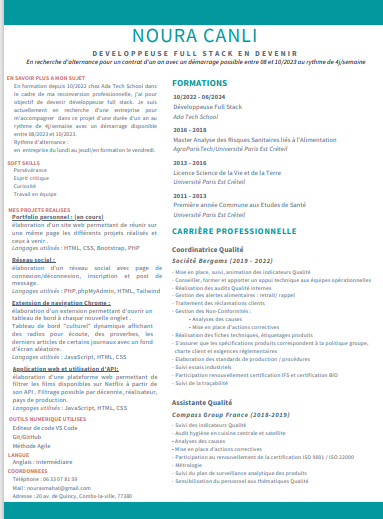 NOURA CANLI
DEVELOPPEUSE FULL STACK EN DEVENIR
En recherche d'alternance pour un contrat d'un an avec un démarrage possible entre 08 et 10/2023 au rythme de 4j/semaine
EN SAVOIR PLUS A MON SUJET
En formation depuis 10/2022 chez Ada Tech School dans
le cadre de ma reconversion professionnelle, j'ai pour
objectif de devenir développeuse full stack. Je suis
actuellement en recherche d'une entreprise pour
m'accompagner dans ce projet d'une durée d'un an au
rythme de 4j/semaine avec un démarrage disponible
entre 08/2023 et 10/2023.
Rythme d'alternance :
en entreprise du lundi au jeudi/en formation le vendredi.
SOFT SKILLS
Persévérance
Esprit critique
Curiosité
Travail en équipe
MES PROJETS REALISES
Portfolio personnel : (en cours)
élaboration d'un site web permettant de réunir sur
une même page les différents projets réalisés et
ceux à venir .
Langages utilisés : HTML, CSS, Bootstrap, PHP
Réseau social :
élaboration d'un réseau social avec page de
connexion/déconnexion, inscription et post de
message.
Langages utilisés : PHP, phpMyAdmin, HTML, Tailwind
Extension de navigation Chrome :
élaboration d'un extension permettant d'ouvrir un
tableau de bord à chaque nouvelle onglet .
Tableau de bord "culturel" dynamique affichant
des radios pour écoute, des proverbes, les
derniers articles de certains journaux avec un fond
d'écran aléatoire.
Langages utilisés : JavaScript, HTML, CSS
Application web et utilisation d'API:
élaboration d'une plateforme web permettant de
filtrer les films disponibles sur Netflix à partir de
son API . Filtrage possible par décennie, réalisateur,
pays de production.
Langages utilisés : JavaScript, HTML, CSS
OUTILS NUMERIQUE UTILISES
Editeur de code VS Code
Git/GitHub
Méthode Agile
LANGUE
Anglais : intermédiaire
COORDONNEES
Téléphone : 06 33 07 81 59
Mail : nourasmahat@gmail.com
Adresse : 20 av. de Quincy, Combs-la-ville, 77380
FORMATIONS
10/2022 - 06/2024
Développeuse Full Stack
Ada Tech School
2016 - 2018
Master Analyse des Risques Sanitaires liés à l'Alimentation
AgroParisTech/Université Paris Est Créteil
2013 - 2016
Licence Science de la Vie et de la Terre
Université Paris Est Créteil
2011 - 2013
Première année Commune aux Etudes de Santé
Université Paris Est Créteil
CARRIÈRE PROFESSIONNELLE
Coordinatrice Qualité
Société Bergams (2019 - 2022)
- Mise en place, suivi, animation des indicateurs Qualité
- Conseiller, former et apporter un appui technique aux équipes opérationnelles
- Réalisation des audits Qualité internes
- Gestion des alertes alimentaires : retrait/ rappel
- Traitement des réclamations clients
- Gestion des Non-Conformités :
• Analyses des causes
• Mise en place d'actions correctives
- Réalisation des fiches techniques, étiquetages produits
- S'assurer que les spécifications produits correspondent à la politique groupe,
charte client et exigences réglementaires
- Elaboration des standards de production / procédures
- Suivi essais industriels
- Participation renouvellement certification IFS et certification BIO
- Suivi de la traçabilité
Assistante Qualité
Compass Group France (2018-2019)
- Suivi des indicateurs Qualité
- Audit hygiène en cuisine centrale et satellite
- Analyses des causes
- Mise en place d'actions correctives
- Participation au renouvellement de la certification ISO 9001 / ISO 22000
- Métrologie
- Suivi du plan de surveillance analytique des produits
- Sensibilisation du personnel aux thématiques Qualité